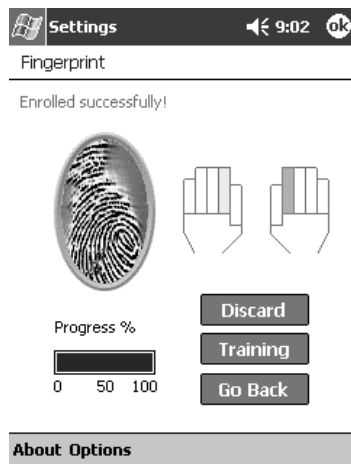 Settings 9:02 ok
Fingerprint
Enrolled successfully!
Discard
Progress %
Training
0 50 100
Go Back
About Options